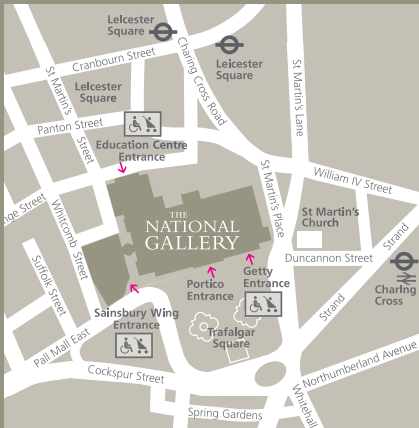 Leicester
Square
Leicester
Square
Cranbourn Street
Charing Cross Road
St Martin's Lane
St Martin's
Street
Leicester
Square
Panton Street
Education Centre
Entrance
William IV Street
St Martin's Place
nge Street
Whitcomb Street
THE
NATIONAL
GALLERY
St Martin's
Church
Strand
Duncannon Street
Suffolk Street
Portico
Entrance
Getty
Entrance
Charing
Cross
Sainsbury Wing
Entrance
Strand
Trafalgar
Square
Pall Mall East
Cockspur Street
Northumberland Avenue
Whitehall
Spring Gardens